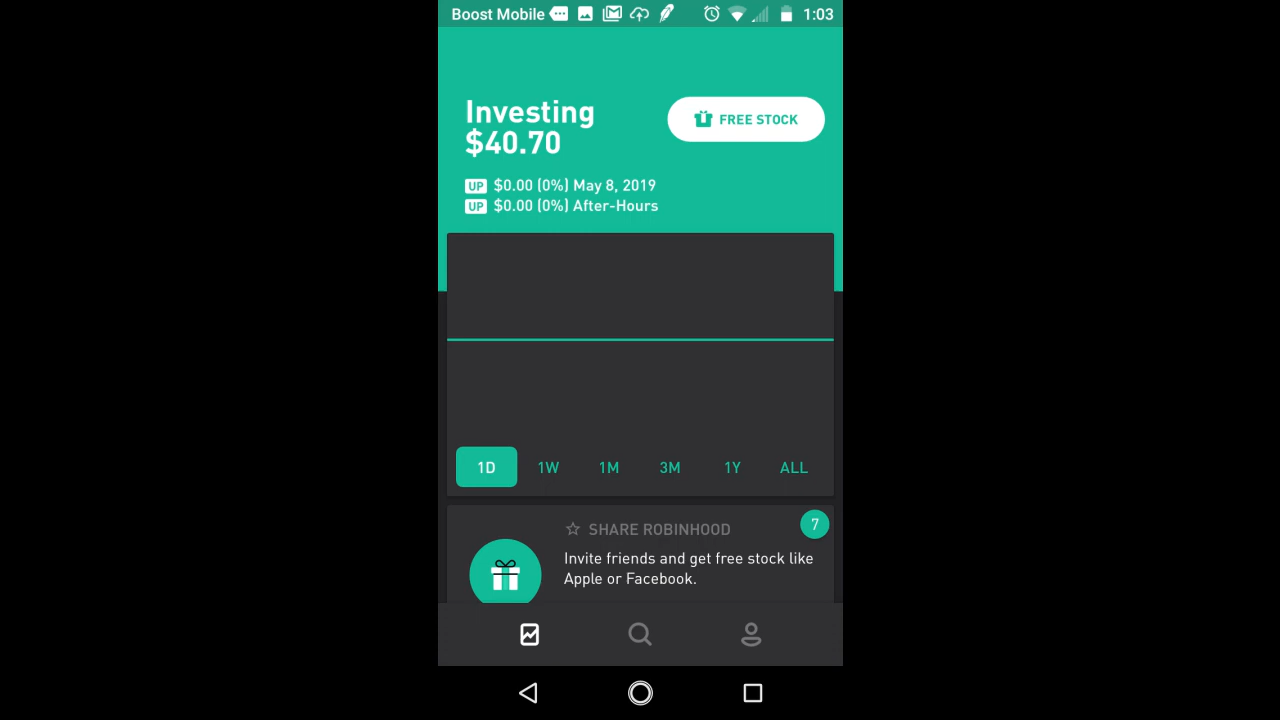 Boost Mobile 1:03
Investing
$40.70
FREE STOCK
UP $0.00 (0%) May 8, 2019
UP $0.00 (0%) After-Hours
1D 1W 1M 3M 1Y ALL
SHARE ROBINHOOD 7
Invite friends and get free stock like
Apple or Facebook.